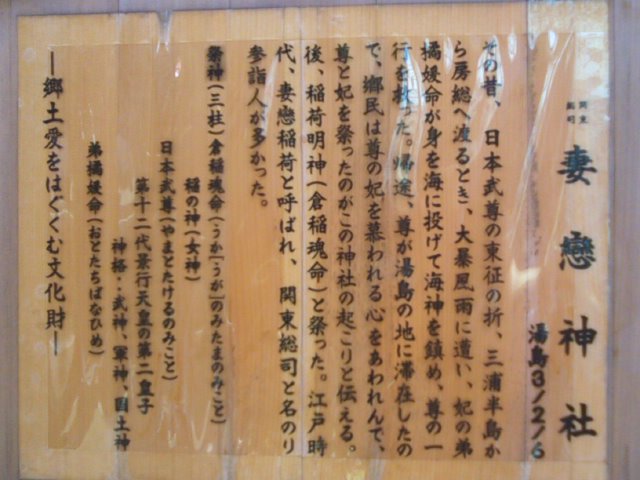 関東
総司
妻戀神社
湯島3/2/6
その昔、日本武尊の東征の折、三浦半島か
ら房総へ渡るとき、大暴風雨に遭い、妃の弟
橘媛命が身を海に投げて海神を鎮め、尊の一
行を救った。帰途、尊が湯島の地に滞在したの
で、郷民は尊の妃を慕われる心をあわれんで、
尊と妃を祭ったのがこの神社の起こりと伝える。
後、稲荷明神(倉稲魂命)と祭った。江戸時
代、妻戀稲荷と呼ばれ、関東総司と名のり
参詣人が多かった。
祭神(三柱)倉稲魂命(うか[うが]のみたまのみこと)
稲の神(女神)
日本武尊(やまとたけるのみこと)
第十二代景行天皇の第二皇子
神格・・武神、軍神、国土神
弟橘媛命(おとたちばなひめ)
―郷土愛をはぐくむ文化財―